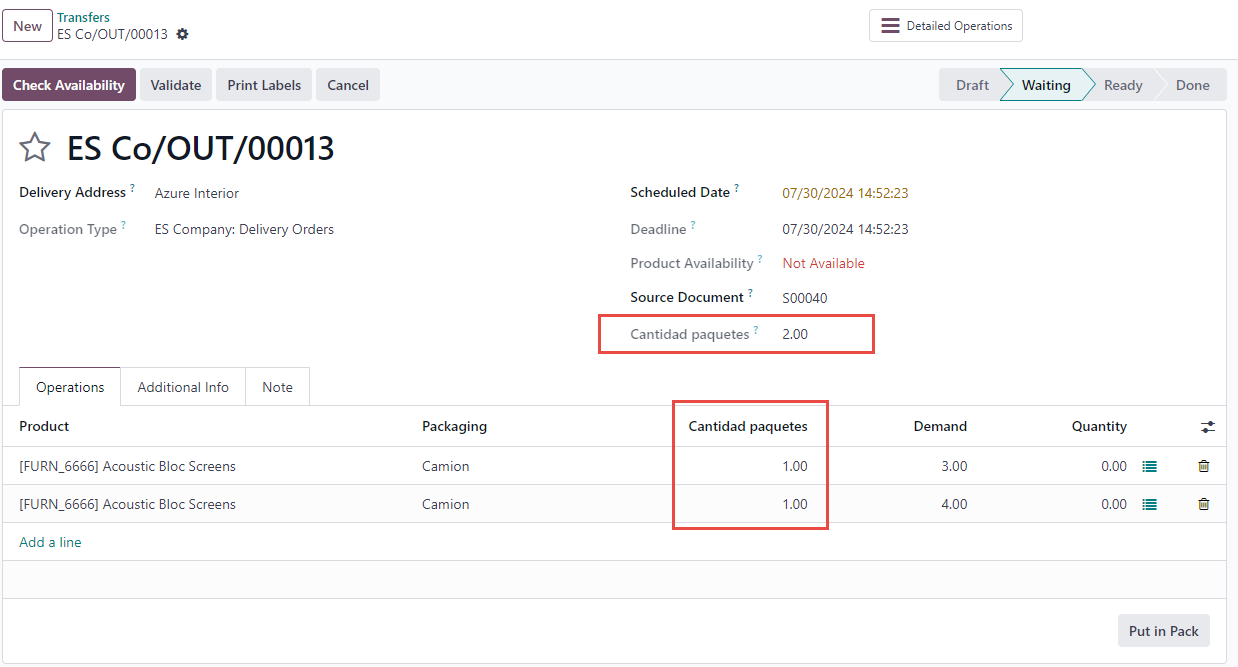 New
Transfers
ES Co/OUT/00013
Detailed Operations
Check Availability Validate Print Labels Cancel
Draft Waiting Ready Done
ES Co/OUT/00013
Delivery Address ? Azure Interior
Scheduled Date ? 07/30/2024 14:52:23
Operation Type ? ES Company: Delivery Orders
Deadline ? 07/30/2024 14:52:23
Product Availability ? Not Available
Source Document ? S00040
Cantidad paquetes ? 2.00
Operations Additional Info Note
Product Packaging Cantidad paquetes Demand Quantity
[FURN_6666] Acoustic Bloc Screens Camion 1.00 3.00 0.00
[FURN_6666] Acoustic Bloc Screens Camion 1.00 4.00 0.00
Add a line
Put in Pack